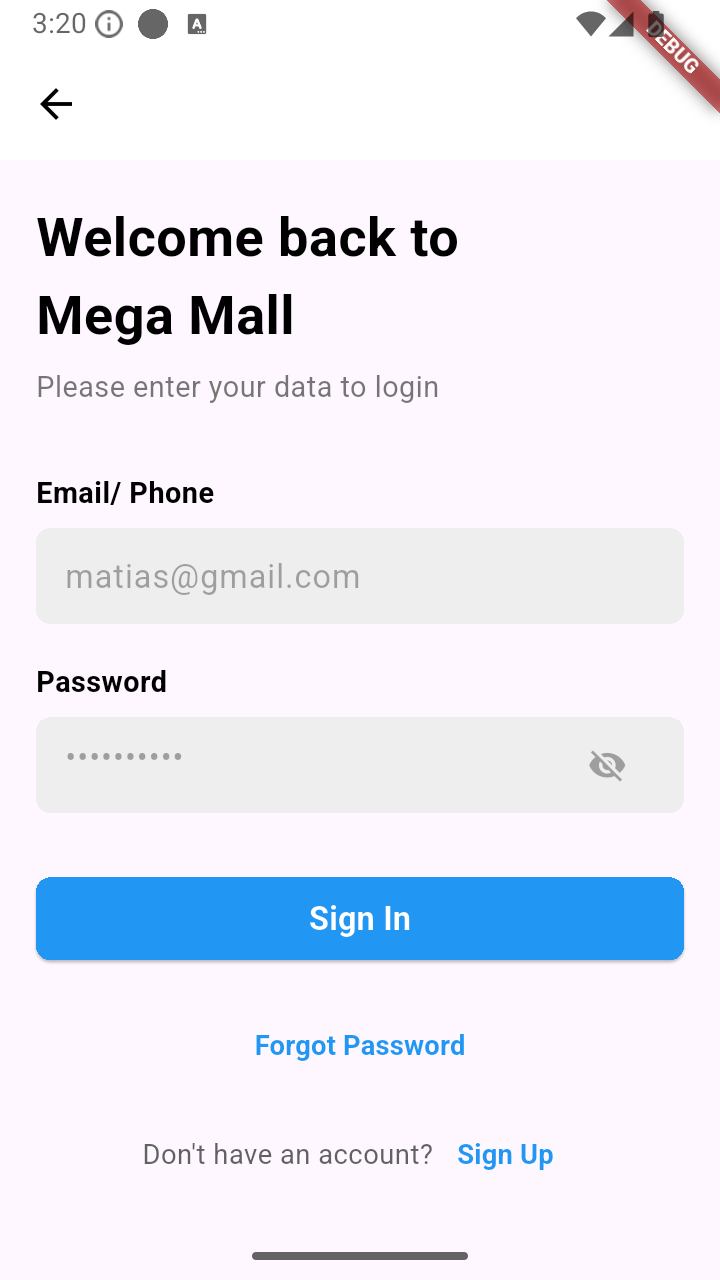 3:20
DEBUG
Welcome back to
Mega Mall
Please enter your data to login
Email/ Phone
matias@gmail.com
Password
••••••••••
Sign In
Forgot Password
Don't have an account? Sign Up